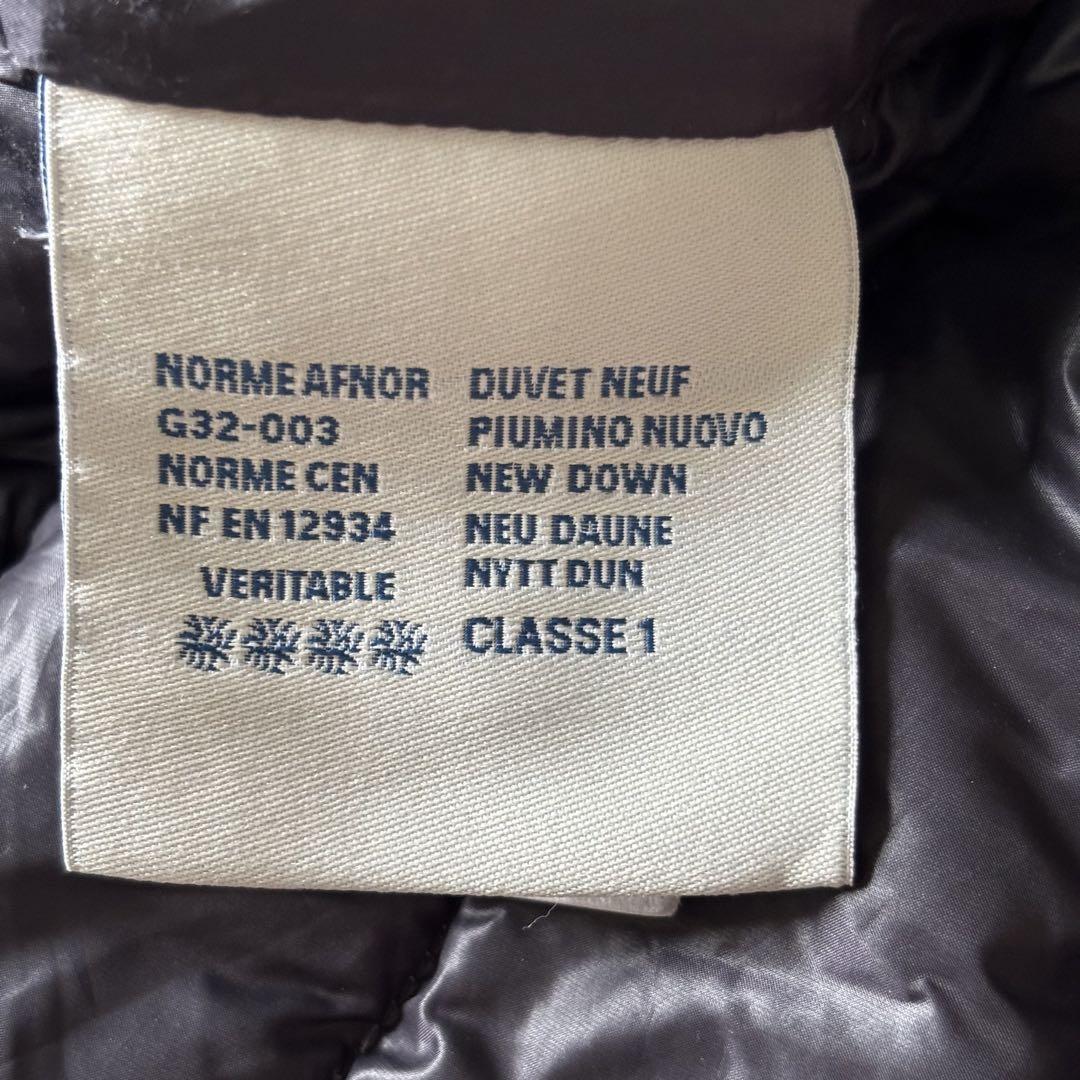 NORME AFNOR
G32-003
NORME CEN
NF EN 12934
VERITABLE
DUVET NEUF
PIUMINO NUOVO
NEW DOWN
NEU DAUNE
NYTT DUN
CLASSE 1